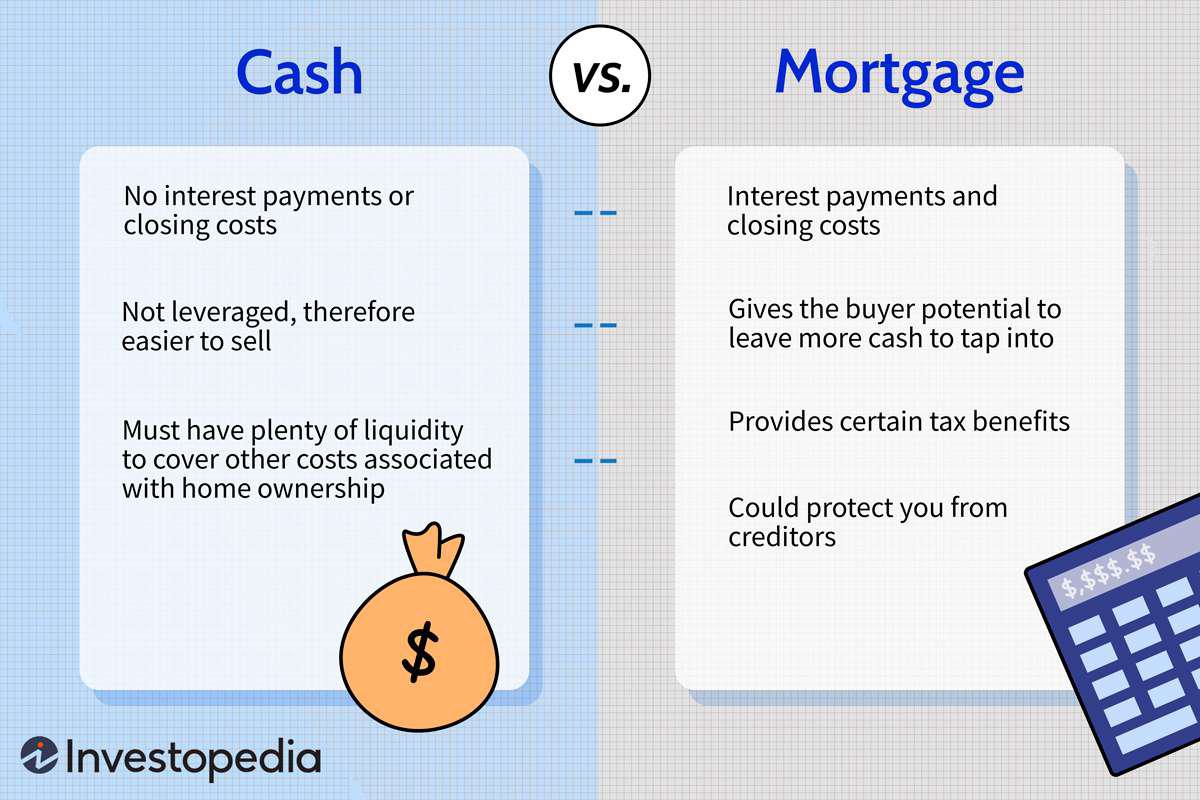 Cash
VS.
Mortgage
No interest payments or
closing costs
Not leveraged, therefore
easier to sell
Must have plenty of liquidity
to cover other costs associated
with home ownership
$
Interest payments and
closing costs
Gives the buyer potential to
leave more cash to tap into
Provides certain tax benefits
Could protect you from
creditors
$,$$$.$$
Investopedia